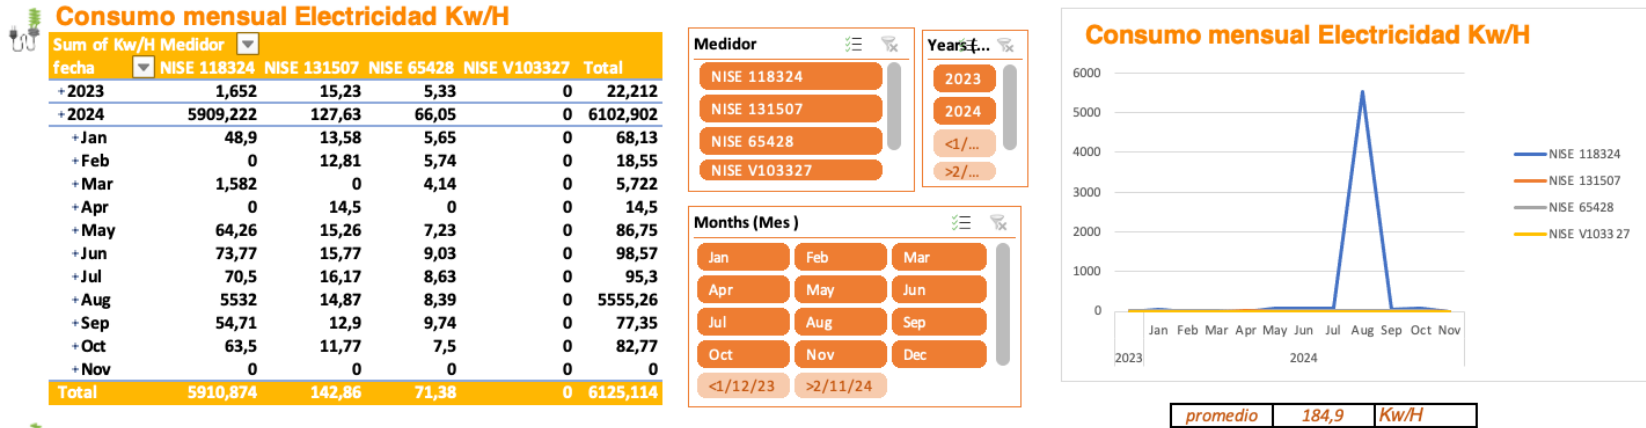 Consumo mensual Electricidad Kw/H
Sum of Kw/H Medidor
fecha NISE 118324 NISE 131507 NISE 65428 NISE V103327 Total
+2023 1,652 15,23 5,33 0 22,212
+2024 5909,222 127,63 66,05 0 6102,902
+Jan 48,9 13,58 5,65 0 68,13
+Feb 0 12,81 5,74 0 18,55
+Mar 1,582 0 4,14 0 5,722
+Apr 0 14,5 0 0 14,5
+May 64,26 15,26 7,23 0 86,75
+Jun 73,77 15,77 9,03 0 98,57
+Jul 70,5 16,17 8,63 0 95,3
+Aug 5532 14,87 8,39 0 5555,26
+Sep 54,71 12,9 9,74 0 77,35
+Oct 63,5 11,77 7,5 0 82,77
+Nov 0 0 0 0 0
Total 5910,874 142,86 71,38 0 6125,114
Medidor
NISE 118324
NISE 131507
NISE 65428
NISE V103327
Years (...
2023
2024
<1/...
>2/...
Months (Mes )
Jan Feb Mar
Apr May Jun
Jul Aug Sep
Oct Nov Dec
<1/12/23 >2/11/24
Consumo mensual Electricidad Kw/H
6000
5000
4000
3000
2000
1000
0
Jan Feb Mar Apr May Jun Jul Aug Sep Oct Nov
2023 2024
NISE 118324
NISE 131507
NISE 65428
NISE V1033 27
promedio 184,9 Kw/H